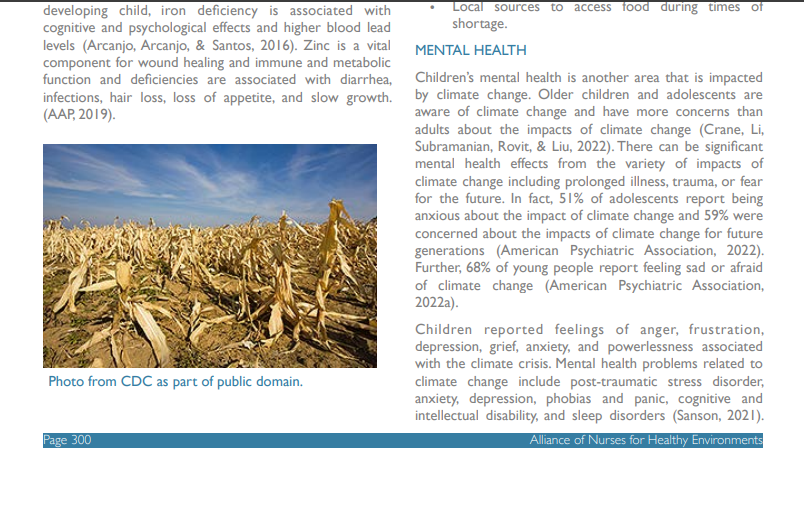 developing child, iron deficiency is associated with
cognitive and psychological effects and higher blood lead
levels (Arcanjo, Arcanjo, & Santos, 2016). Zinc is a vital
component for wound healing and immune and metabolic
function and deficiencies are associated with diarrhea,
infections, hair loss, loss of appetite, and slow growth.
(AAP, 2019).
Photo from CDC as part of public domain.
• Local sources to access food during times of
shortage.
MENTAL HEALTH
Children's mental health is another area that is impacted
by climate change. Older children and adolescents are
aware of climate change and have more concerns than
adults about the impacts of climate change (Crane, Li,
Subramanian, Rovit, & Liu, 2022). There can be significant
mental health effects from the variety of impacts of
climate change including prolonged illness, trauma, or fear
for the future. In fact, 51% of adolescents report being
anxious about the impact of climate change and 59% were
concerned about the impacts of climate change for future
generations (American Psychiatric Association, 2022).
Further, 68% of young people report feeling sad or afraid
of climate change (American Psychiatric Association,
2022a).
Children reported feelings of anger, frustration,
depression, grief, anxiety, and powerlessness associated
with the climate crisis. Mental health problems related to
climate change include post-traumatic stress disorder,
anxiety, depression, phobias and panic, cognitive and
intellectual disability, and sleep disorders (Sanson, 2021).
Page 300
Alliance of Nurses for Healthy Environments